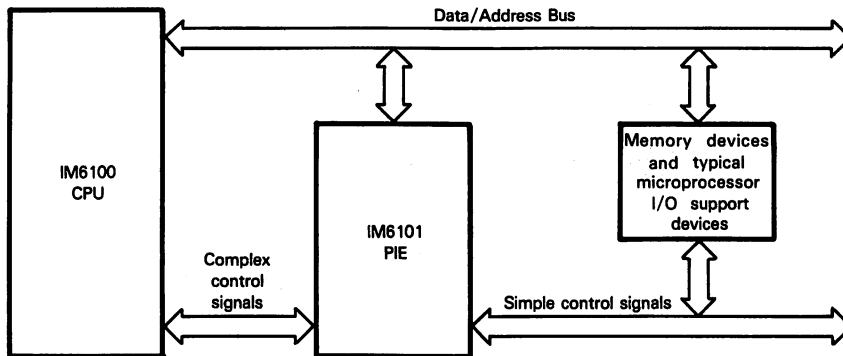 Data/Address Bus
IM6100
CPU
IM6101
PIE
Memory devices
and typical
microprocessor
I/O support
devices
Complex
control
signals
Simple control signals